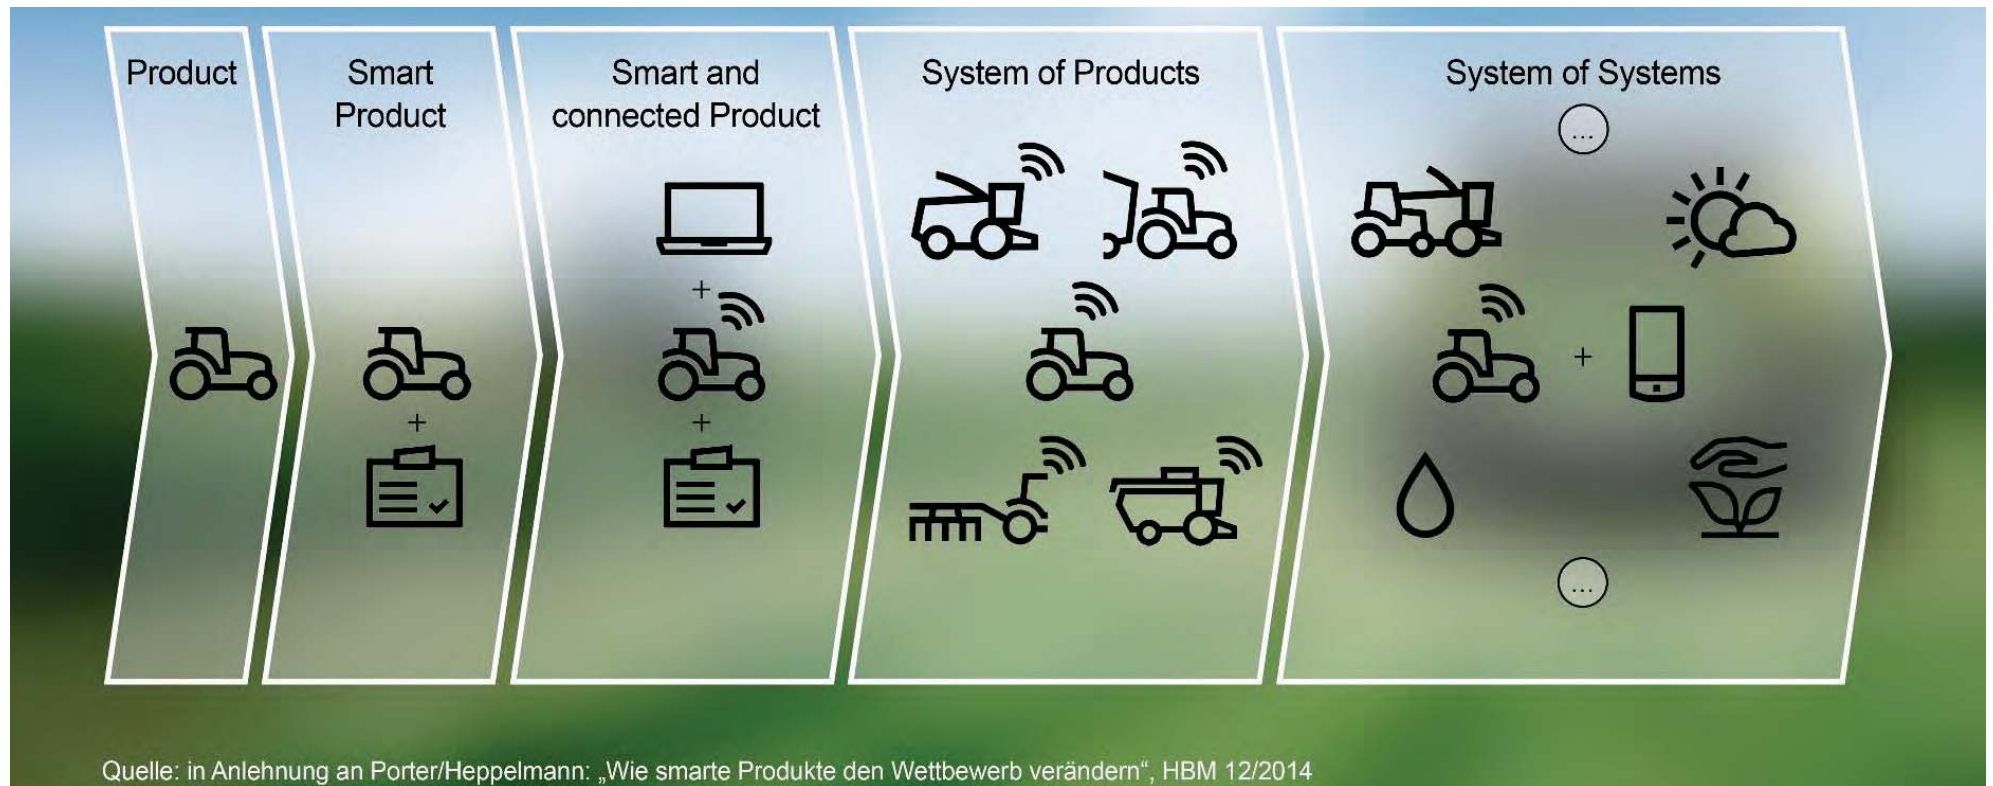 Product
Smart
Product
Smart and
connected Product
System of Products
System of Systems
...
+
+
+
+
...
Quelle: in Anlehnung an Porter/Heppelmann: „Wie smarte Produkte den Wettbewerb verändern“, HBM 12/2014